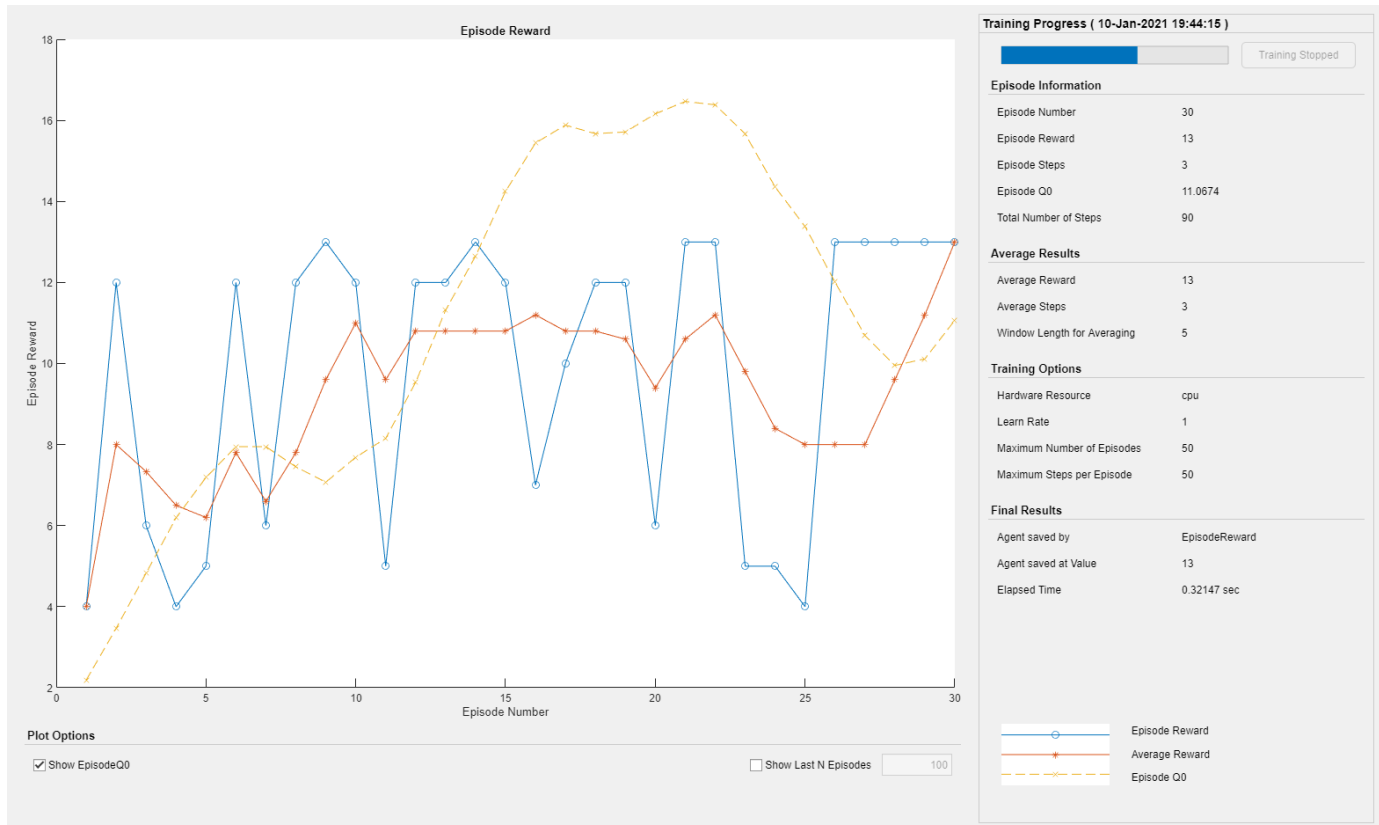 Episode Reward
18
16
14
12
10
8
6
4
2
0 5 10 15 20 25 30
Episode Reward
Episode Number
Plot Options
Show EpisodeQ0
Show Last N Episodes 100
Training Progress ( 10-Jan-2021 19:44:15 )
Training Stopped
Episode Information
Episode Number 30
Episode Reward 13
Episode Steps 3
Episode Q0 11.0674
Total Number of Steps 90
Average Results
Average Reward 13
Average Steps 3
Window Length for Averaging 5
Training Options
Hardware Resource cpu
Learn Rate 1
Maximum Number of Episodes 50
Maximum Steps per Episode 50
Final Results
Agent saved by EpisodeReward
Agent saved at Value 13
Elapsed Time 0.32147 sec
Episode Reward
Average Reward
Episode Q0